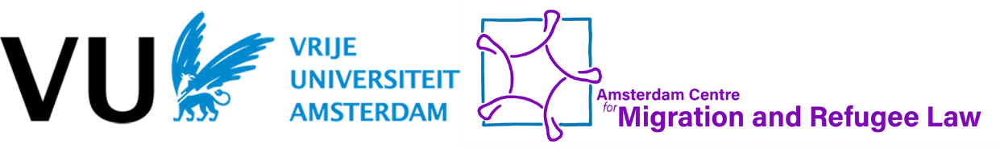 VU
VRIJE
UNIVERSITEIT
AMSTERDAM
Amsterdam Centre
for Migration and Refugee Law